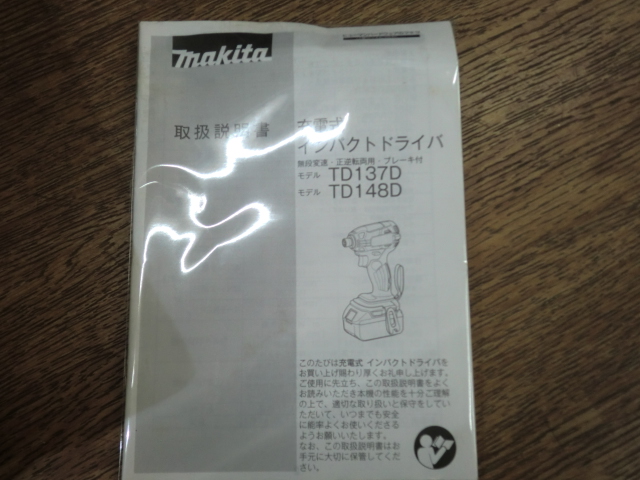 makita
取扱説明書
充電式
インパクトドライバ
無段変速・正逆転両用・ブレーキ付
モデル TD137D
モデル TD148D
このたびは充電式 インパクトドライバを
お買い上げ賜わり厚くお礼申し上げます。
ご使用に先立ち、この取扱説明書をよく
お読みいただき本機の性能を十分ご理解
の上で、適切な取り扱いと保守をしてい
ただいて、いつまでも安全
に能率よくお使いくださる
ようお願いいたします。
なお、この取扱説明書はお
手元に大切に保管してくだ
さい。